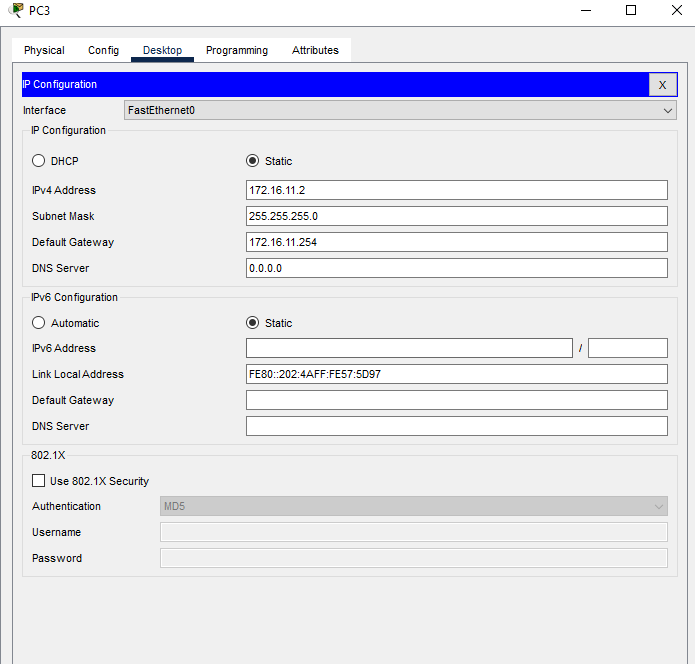 PC3
Physical Config Desktop Programming Attributes
IP Configuration X
Interface FastEthernet0
IP Configuration
DHCP Static
IPv4 Address 172.16.11.2
Subnet Mask 255.255.255.0
Default Gateway 172.16.11.254
DNS Server 0.0.0.0
IPv6 Configuration
Automatic Static
IPv6 Address /
Link Local Address FE80::202:4AFF:FE57:5D97
Default Gateway
DNS Server
802.1X
Use 802.1X Security
Authentication MD5
Username
Password